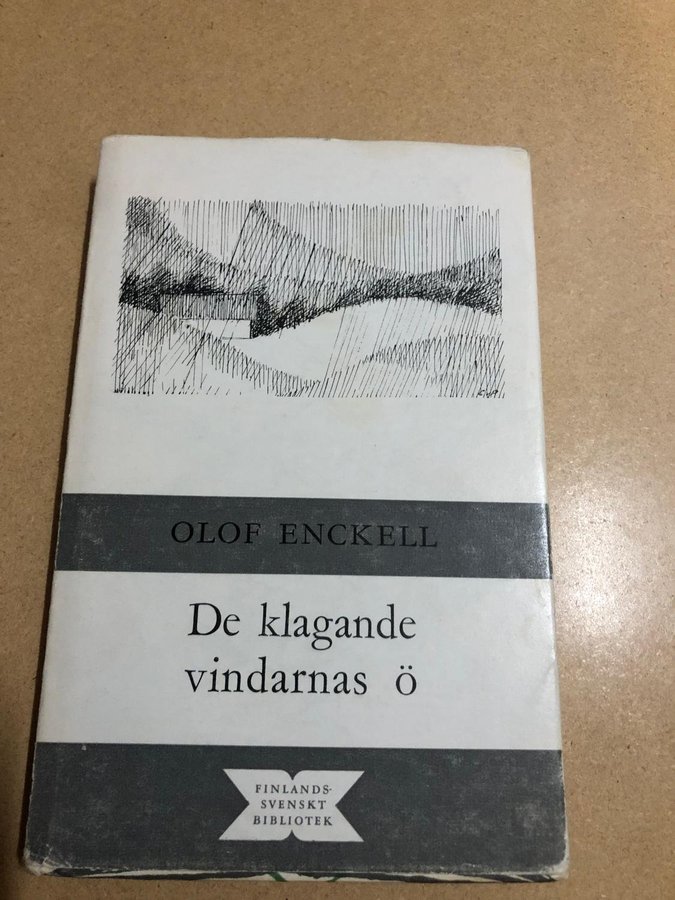 OLOF ENCKELL
De klagande
vindarnas ö
FINLANDS-
SVENSKT
BIBLIOTEK